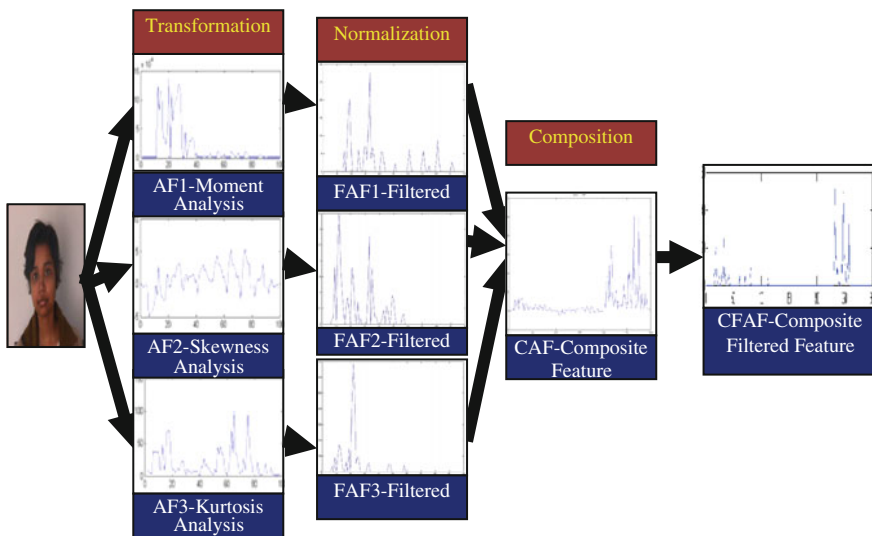 Transformation
Normalization
Composition
AF1-Moment
Analysis
FAF1-Filtered
AF2-Skewness
Analysis
FAF2-Filtered
CAF-Composite
Feature
CFAF-Composite
Filtered Feature
AF3-Kurtosis
Analysis
FAF3-Filtered